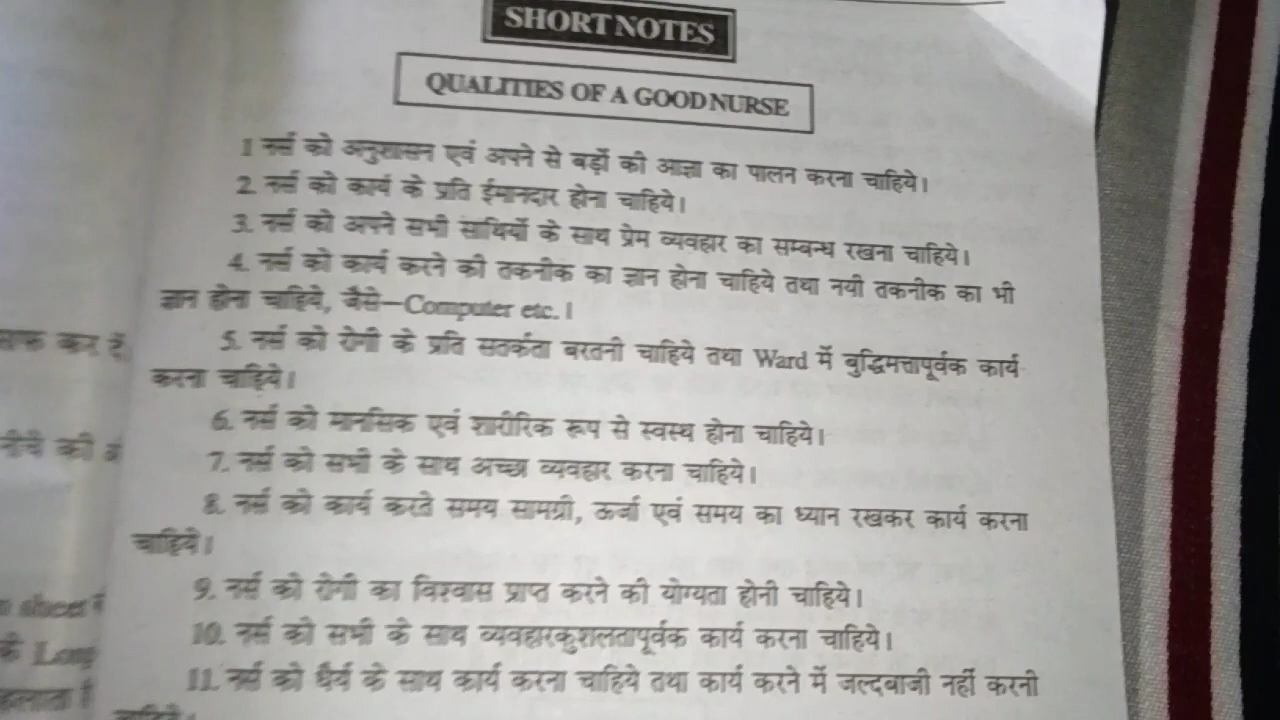 SHORT NOTES
QUALITIES OF A GOOD NURSE
1 नर्स को अनुशासन एवं अपने से बड़ों की आज्ञा का पालन करना चाहिये।
2. नर्स को कार्य के प्रति ईमानदार होना चाहिये।
3. नर्स को अपने सभी साथियों के साथ प्रेम व्यवहार का सम्बन्ध रखना चाहिये।
4. नर्स को कार्य करने की तकनीक का ज्ञान होना चाहिये तथा नयी तकनीक का भी
ज्ञान होना चाहिये, जैसे—Computer etc.।
5. नर्स को रोगी के प्रति सतर्कता बरतनी चाहिये तथा Ward में बुद्धिमत्तापूर्वक कार्य
करना चाहिये।
6. नर्स को मानसिक एवं शारीरिक रूप से स्वस्थ होना चाहिये।
7. नर्स को सभी के साथ अच्छा व्यवहार करना चाहिये।
8. नर्स को कार्य करते समय सामग्री, ऊर्जा एवं समय का ध्यान रखकर कार्य करना
चाहिये।
9. नर्स को रोगी का विश्वास प्राप्त करने की योग्यता होनी चाहिये।
10. नर्स को सभी के साथ व्यवहारकुशलतापूर्वक कार्य करना चाहिये।
11. नर्स को धैर्य के साथ कार्य करना चाहिये तथा कार्य करने में जल्दबाजी नहीं करनी
चाहिये।